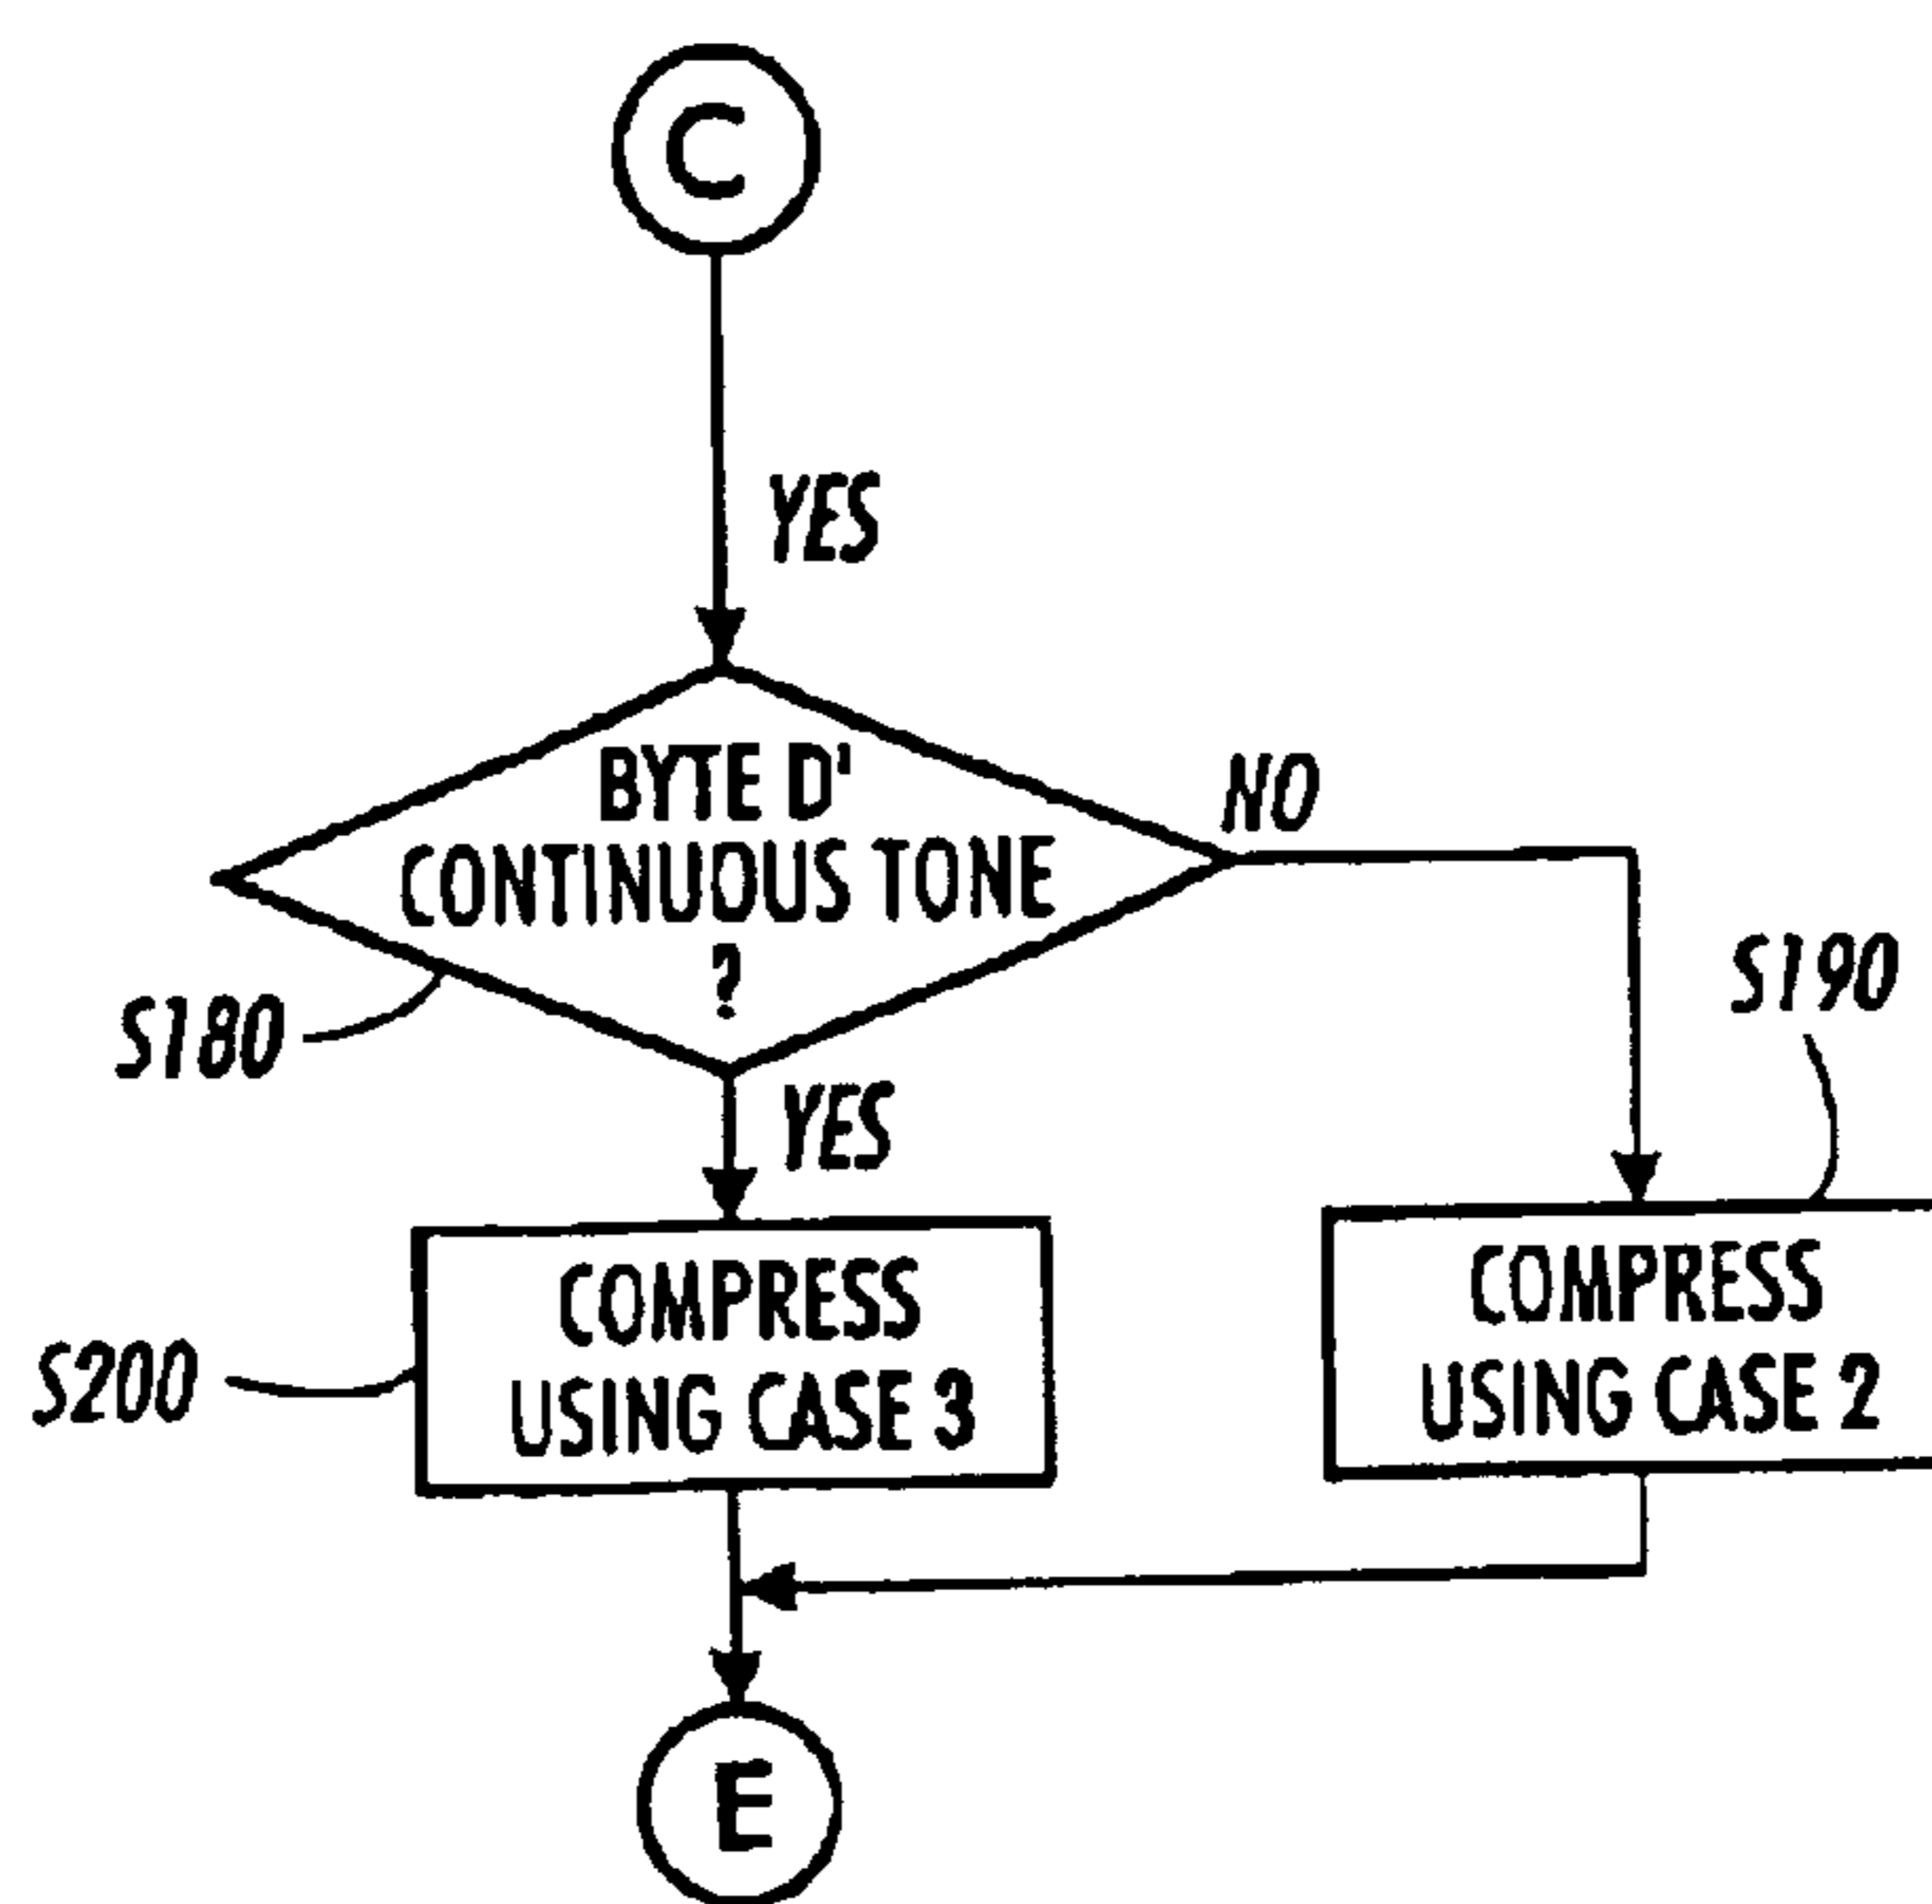 C
YES
BYTE D'
CONTINUOUS TONE
?
NO
S180
YES
S190
COMPRESS
USING CASE 3
S200
COMPRESS
USING CASE 2
E